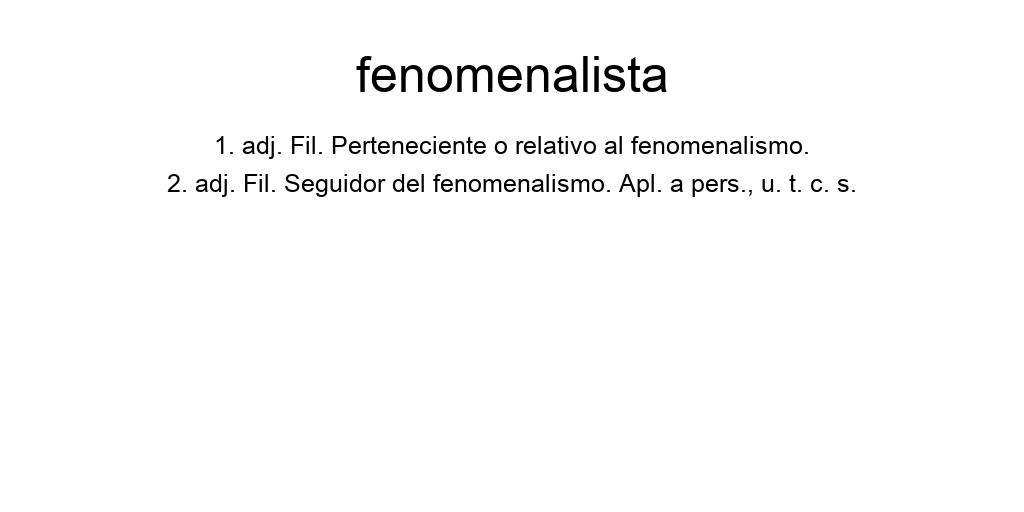 fenomenalista
1. adj. Fil. Perteneciente o relativo al fenomenalismo.
2. adj. Fil. Seguidor del fenomenalismo. Apl. a pers., u. t. c. s.